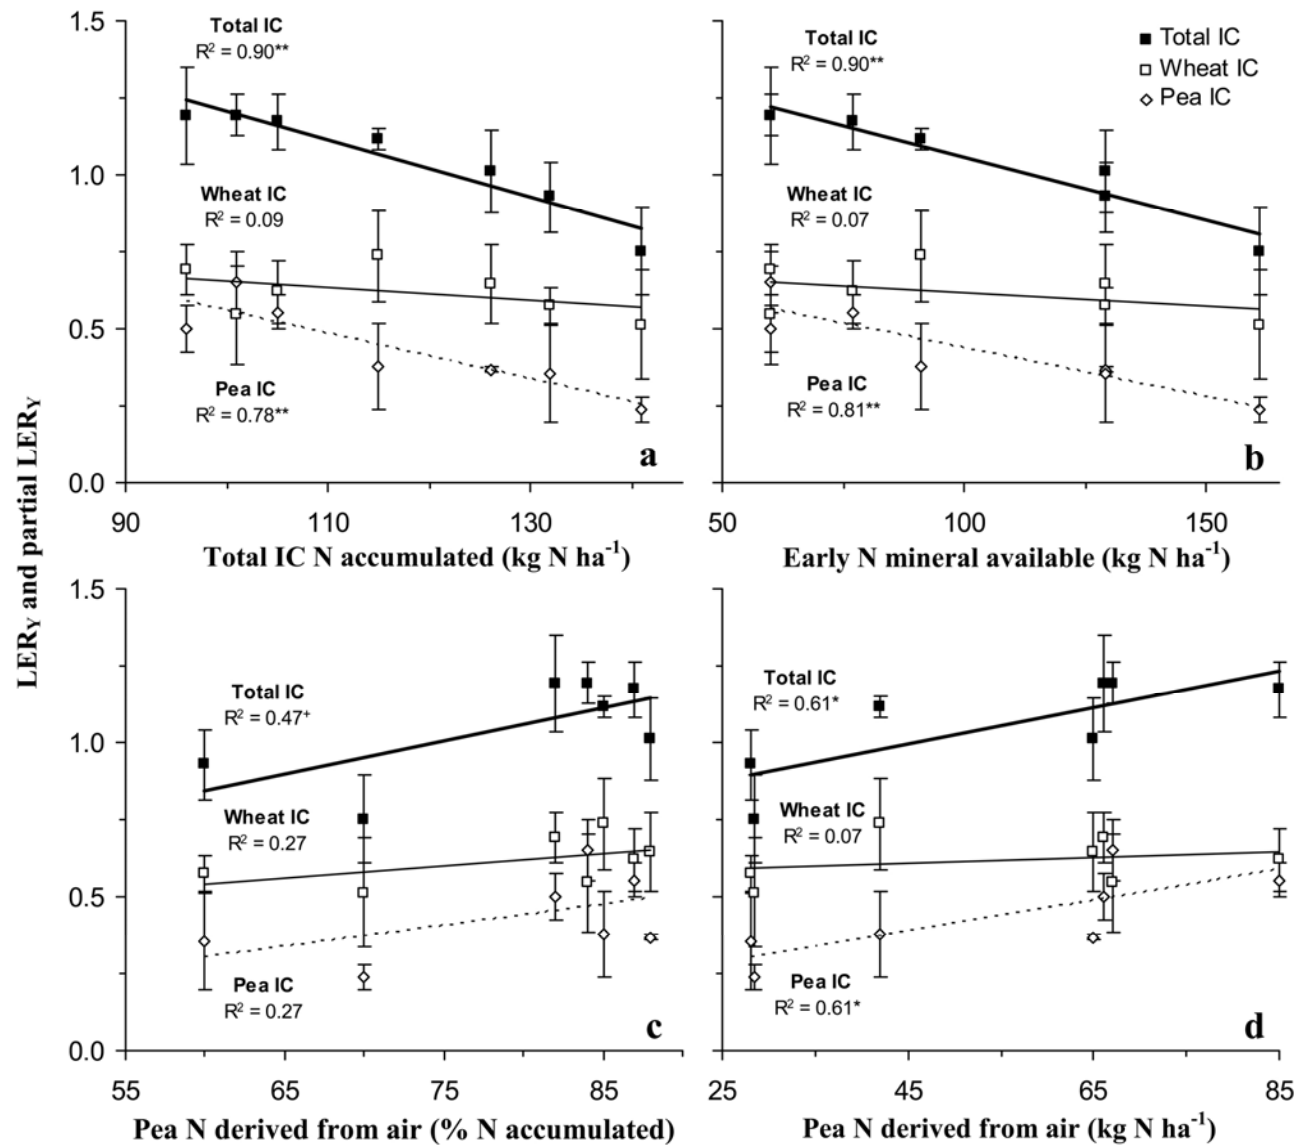 LERY and partial LERY
1.5
1.0
0.5
0.0
Total IC
R² = 0.90**
Wheat IC
R² = 0.09
Pea IC
R² = 0.78**
a
90
110
130
Total IC N accumulated (kg N ha⁻¹)
Total IC
R² = 0.90**
Total IC
Wheat IC
Pea IC
Wheat IC
R² = 0.07
Pea IC
R² = 0.81**
b
50
100
150
Early N mineral available (kg N ha⁻¹)
1.5
1.0
0.5
0.0
Total IC
R² = 0.47⁺
Wheat IC
R² = 0.27
Pea IC
R² = 0.27
c
55
65
75
85
Pea N derived from air (% N accumulated)
Total IC
R² = 0.61*
Wheat IC
R² = 0.07
Pea IC
R² = 0.61*
d
25
45
65
85
Pea N derived from air (kg N ha⁻¹)